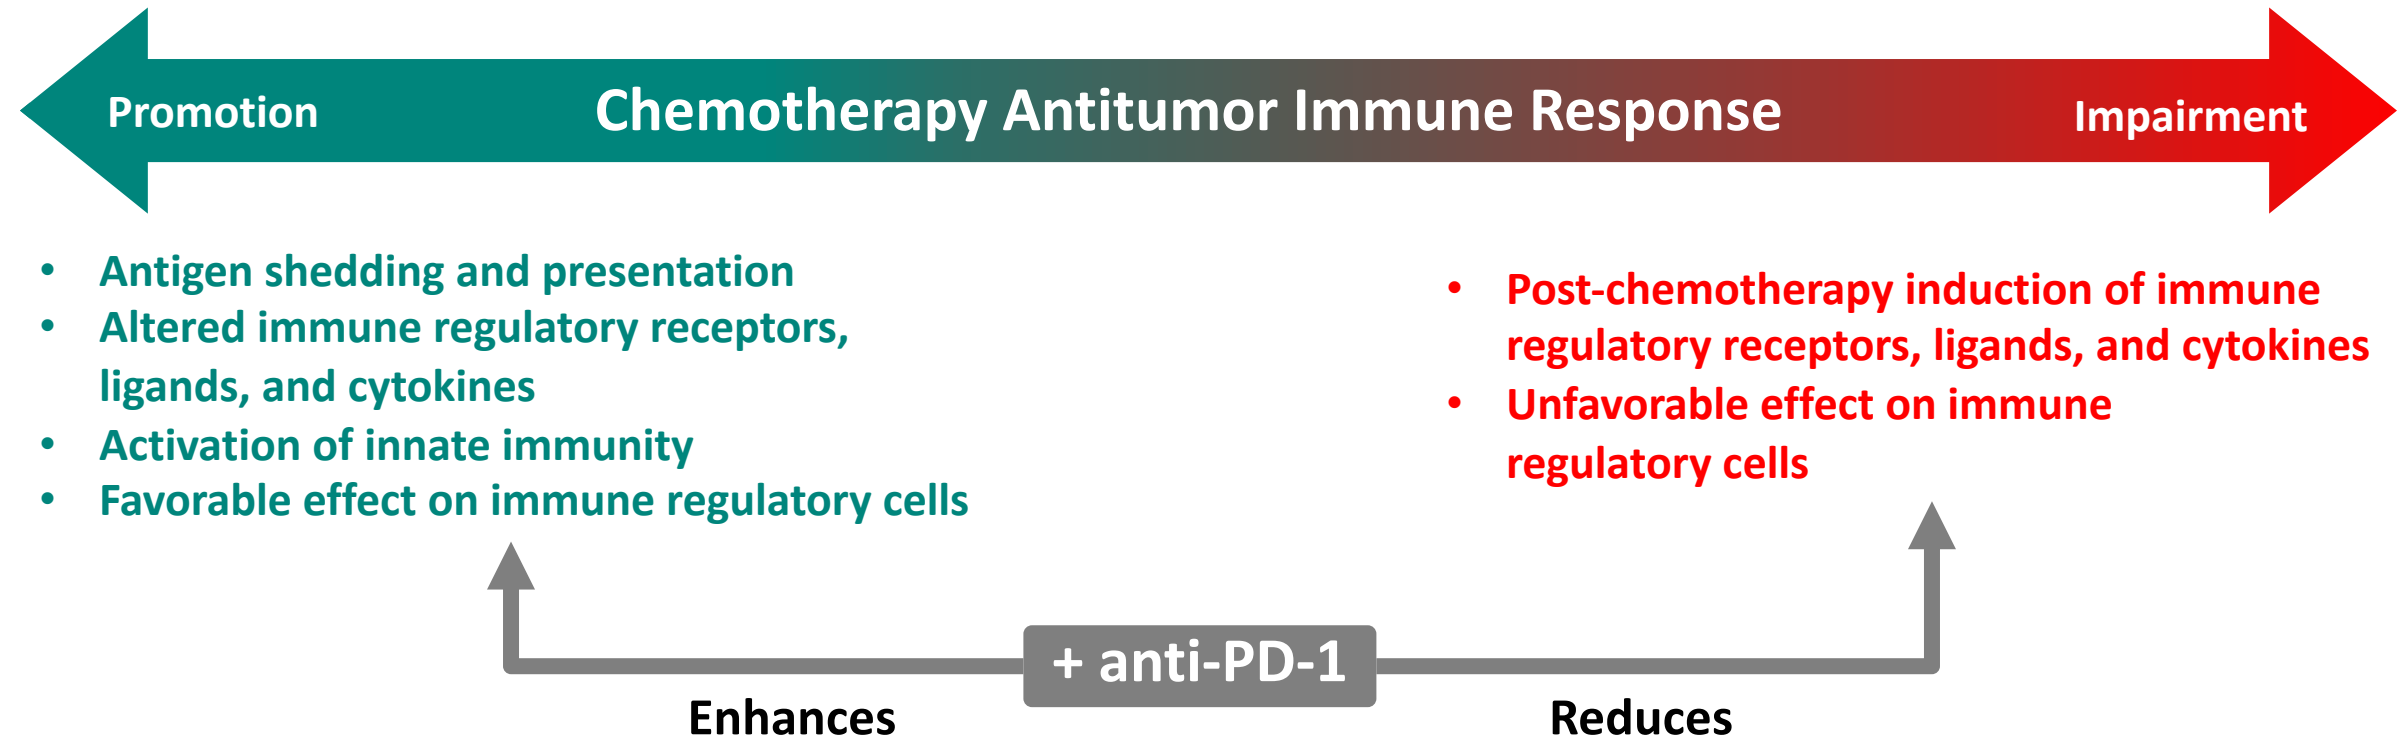 Promotion
Chemotherapy Antitumor Immune Response
Impairment
• Antigen shedding and presentation
• Altered immune regulatory receptors,
ligands, and cytokines
• Activation of innate immunity
• Favorable effect on immune regulatory cells
• Post-chemotherapy induction of immune
regulatory receptors, ligands, and cytokines
• Unfavorable effect on immune
regulatory cells
+ anti-PD-1
Enhances
Reduces